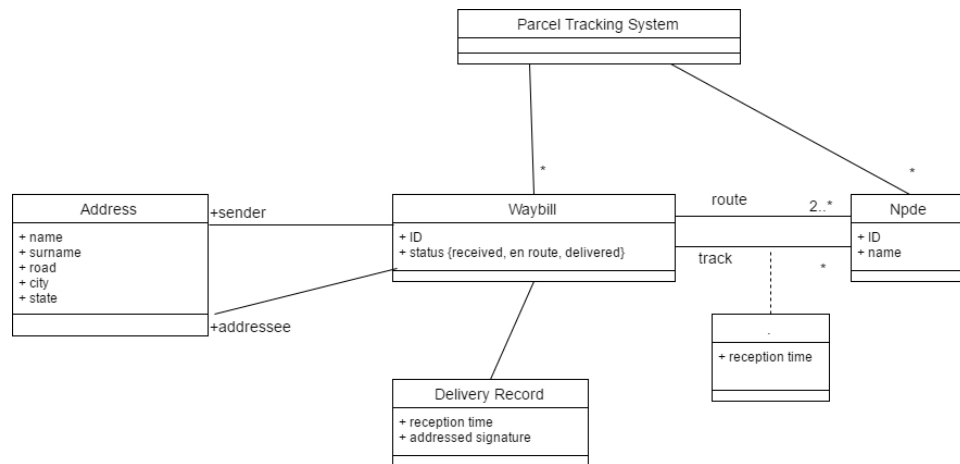 Parcel Tracking System
*
*
Address
+ name
+ surname
+ road
+ city
+ state
+sender
+addressee
Waybill
+ ID
+ status {received, en route, delivered}
route
2..*
track
*
Npde
+ ID
+ name
.
+ reception time
Delivery Record
+ reception time
+ addressed signature